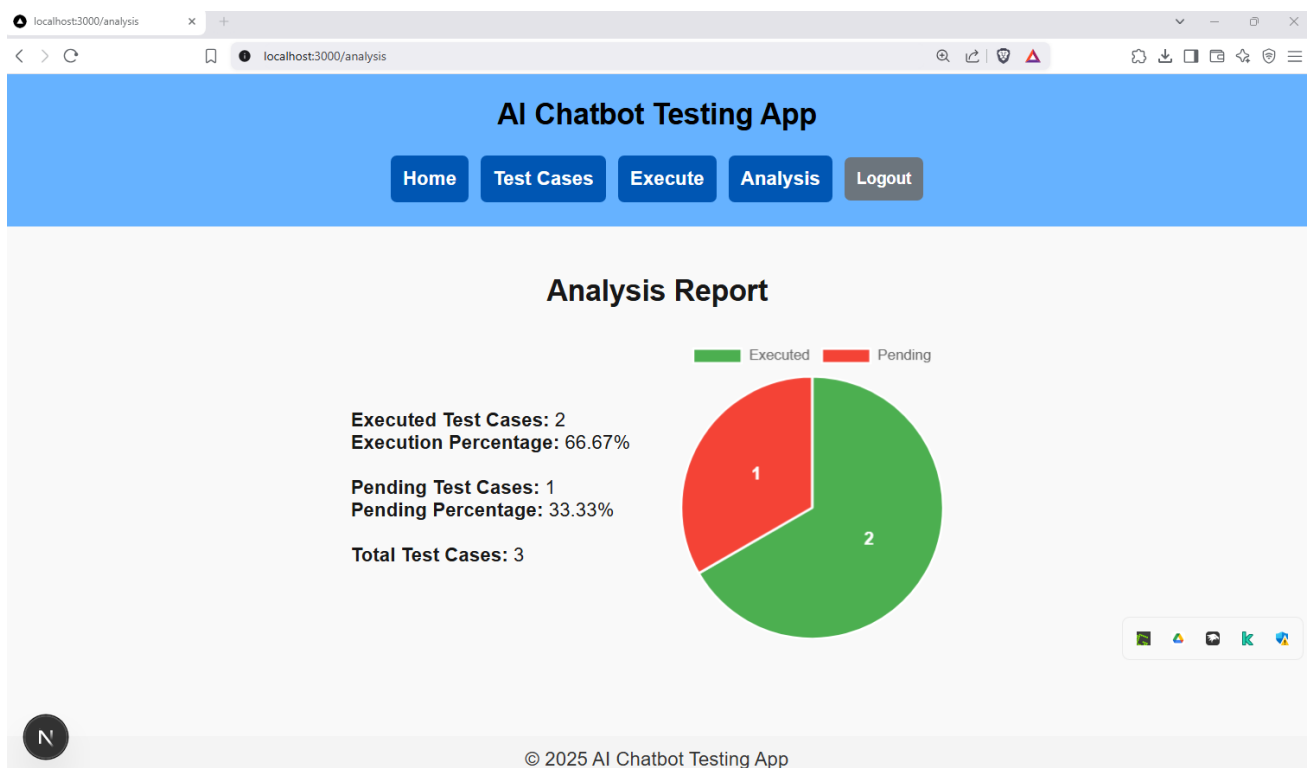 localhost:3000/analysis
localhost:3000/analysis
AI Chatbot Testing App
Home Test Cases Execute Analysis Logout
Analysis Report
Executed Pending
Executed Test Cases: 2
Execution Percentage: 66.67%
Pending Test Cases: 1
Pending Percentage: 33.33%
Total Test Cases: 3
1
2
k
N
© 2025 AI Chatbot Testing App